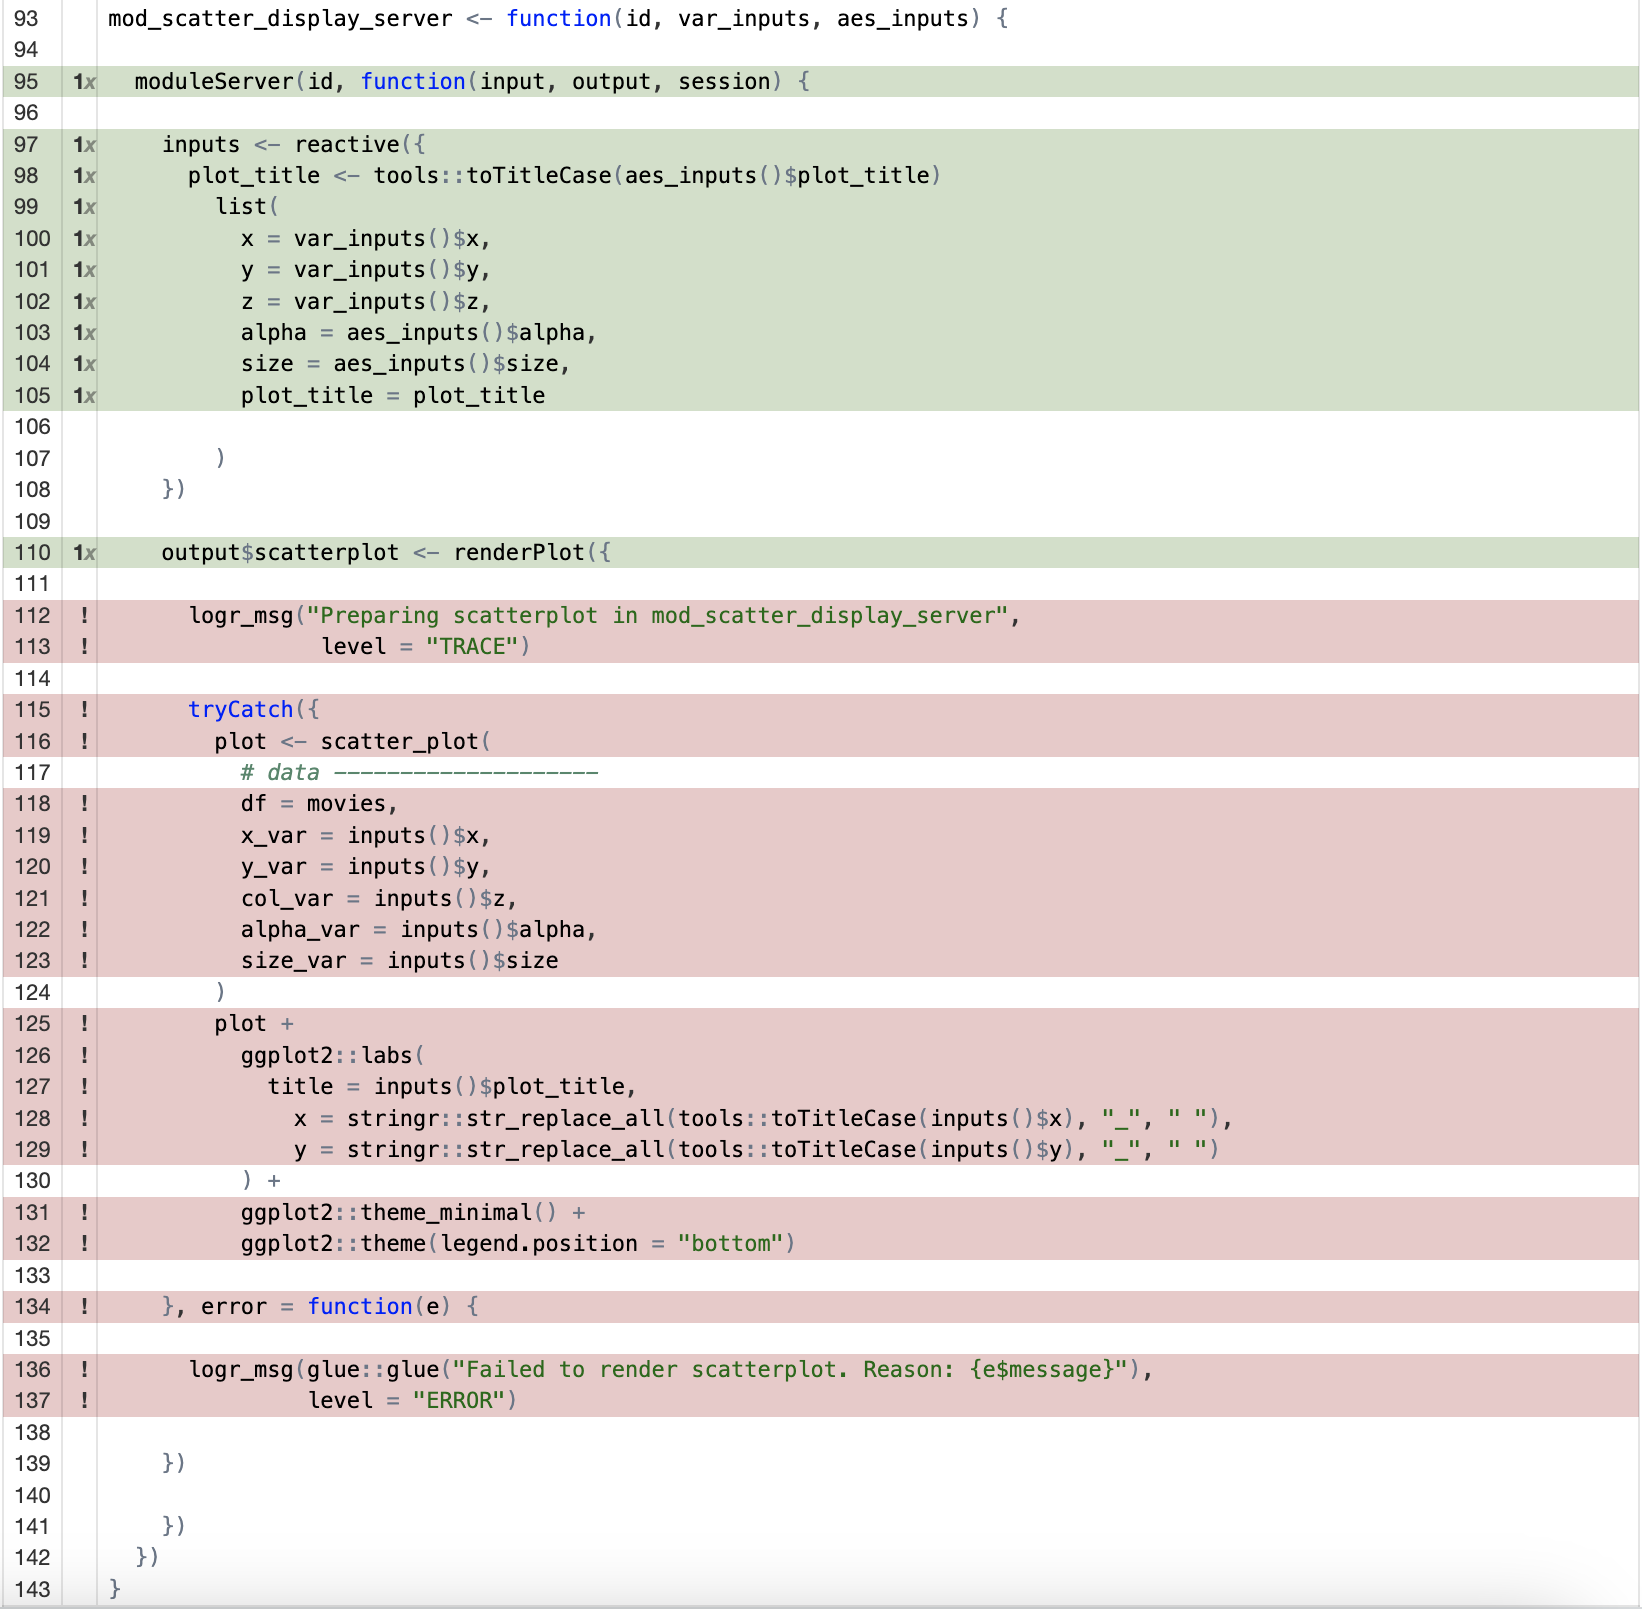 93 mod_scatter_display_server <- function(id, var_inputs, aes_inputs) {
94
95 1x moduleServer(id, function(input, output, session) {
96
97 1x inputs <- reactive({
98 1x plot_title <- tools::toTitleCase(aes_inputs()$plot_title)
99 1x list(
100 1x x = var_inputs()$x,
101 1x y = var_inputs()$y,
102 1x z = var_inputs()$z,
103 1x alpha = aes_inputs()$alpha,
104 1x size = aes_inputs()$size,
105 1x plot_title = plot_title
106
107 )
108 })
109
110 1x output$scatterplot <- renderPlot({
111
112 ! logr_msg("Preparing scatterplot in mod_scatter_display_server",
113 ! level = "TRACE")
114
115 ! tryCatch({
116 ! plot <- scatter_plot(
117 # data --------------------
118 ! df = movies,
119 ! x_var = inputs()$x,
120 ! y_var = inputs()$y,
121 ! col_var = inputs()$z,
122 ! alpha_var = inputs()$alpha,
123 ! size_var = inputs()$size
124 )
125 ! plot +
126 ! ggplot2::labs(
127 ! title = inputs()$plot_title,
128 ! x = stringr::str_replace_all(tools::toTitleCase(inputs()$x), "_", " "),
129 ! y = stringr::str_replace_all(tools::toTitleCase(inputs()$y), "_", " ")
130 ) +
131 ! ggplot2::theme_minimal() +
132 ! ggplot2::theme(legend.position = "bottom")
133
134 ! }, error = function(e) {
135
136 ! logr_msg(glue::glue("Failed to render scatterplot. Reason: {e$message}"),
137 ! level = "ERROR")
138
139 })
140
141 })
142 })
143 }